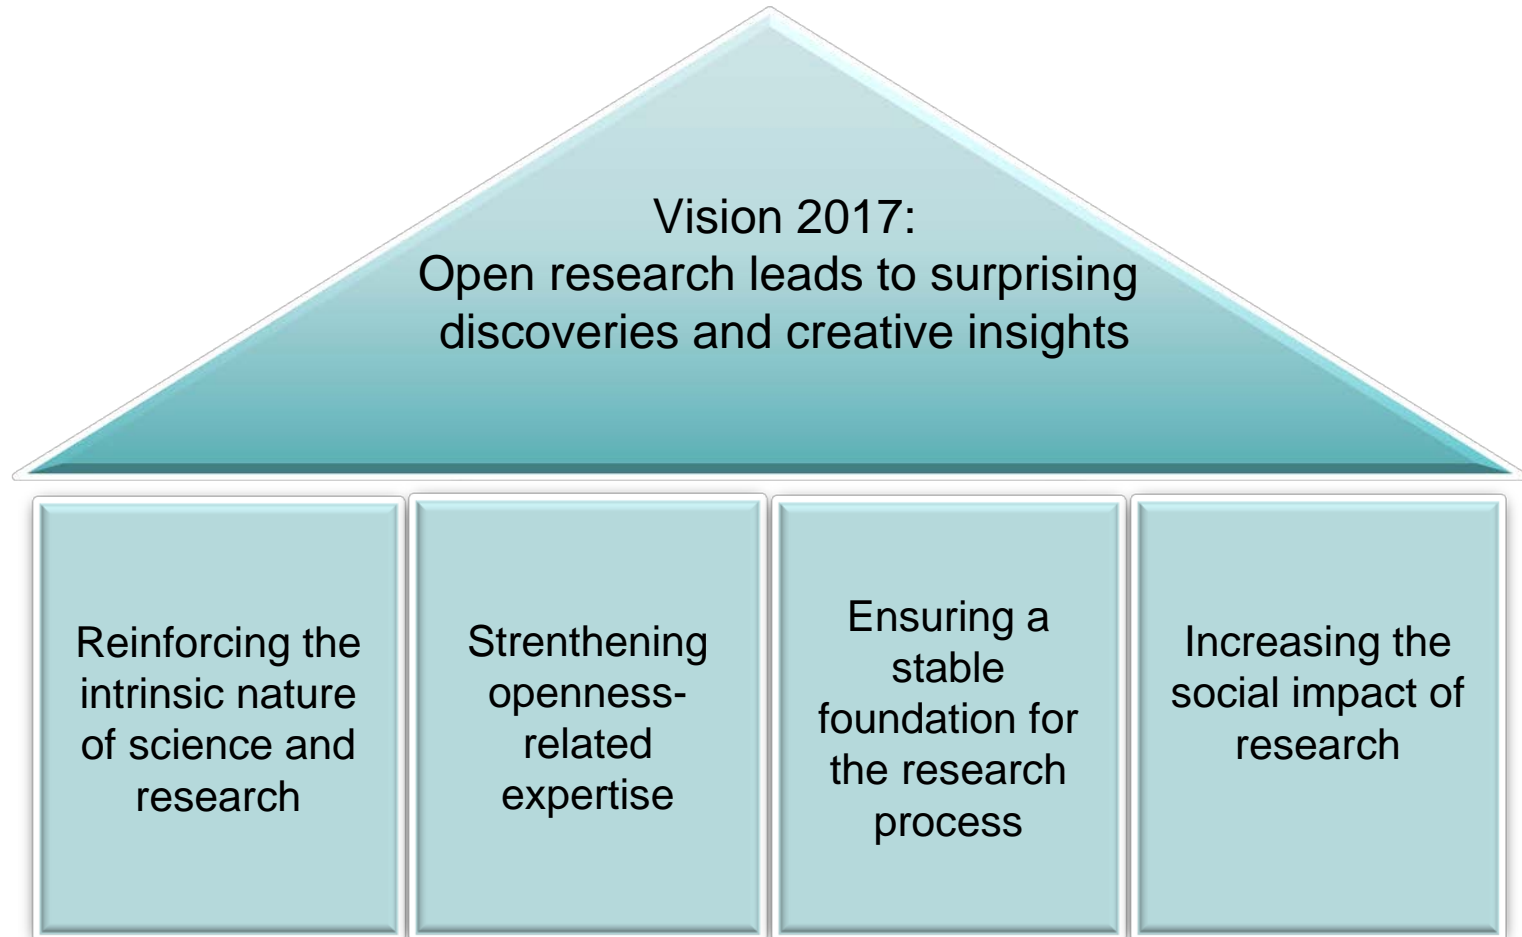 Vision 2017:
Open research leads to surprising
discoveries and creative insights
Reinforcing the
intrinsic nature
of science and
research
Strenthening
openness-
related
expertise
Ensuring a
stable
foundation for
the research
process
Increasing the
social impact of
research